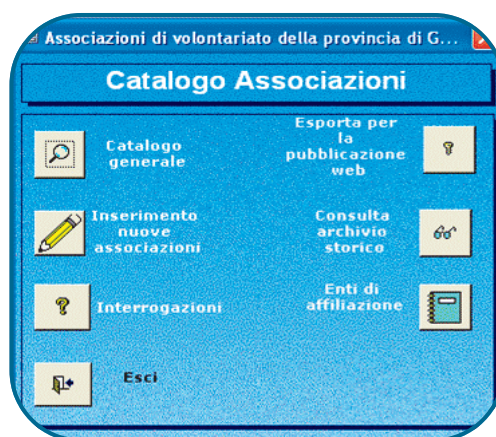 Associazioni di volontariato della provincia di G...
Catalogo Associazioni
Catalogo
generale
Inserimento
nuove
associazioni
Interrogazioni
Esci
Esporta per
la
pubblicazione
web
Consulta
archivio
storico
Enti di
affiliazione